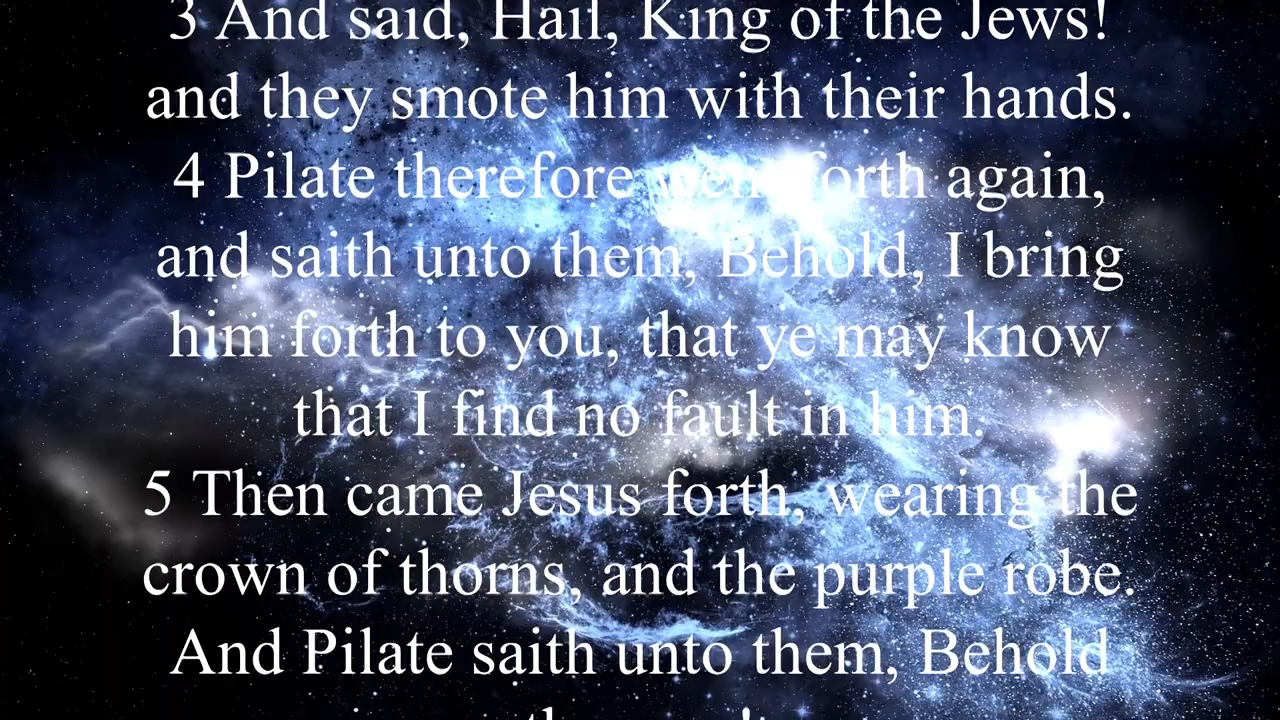 3 And said, Hail, King of the Jews!
and they smote him with their hands.
4 Pilate therefore went forth again,
and saith unto them, Behold, I bring
him forth to you, that ye may know
that I find no fault in him.
5 Then came Jesus forth, wearing the
crown of thorns, and the purple robe.
And Pilate saith unto them, Behold